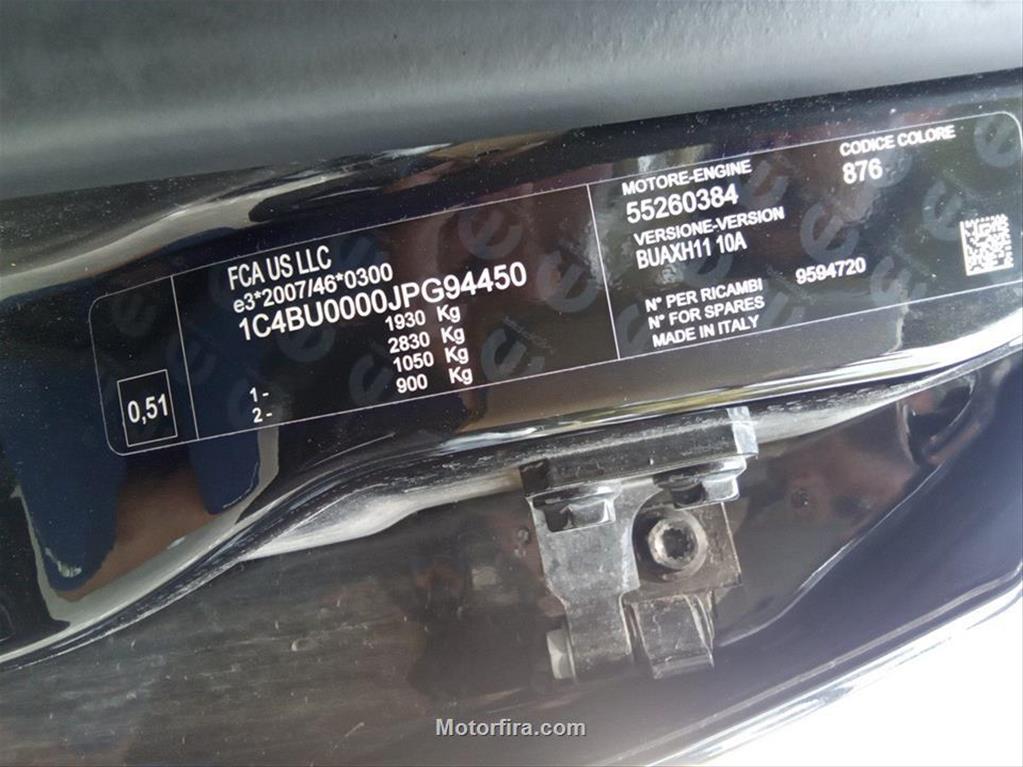 FCA US LLC
e3*2007/46*0300
1C4BU0000JPG94450
1930 Kg
2830 Kg
1- 1050 Kg
2- 900 Kg
0,51
MOTORE-ENGINE
55260384
VERSIONE-VERSION
BUAXH11 10A
CODICE COLORE
876
9594720
N° PER RICAMBI
N° FOR SPARES
MADE IN ITALY
Motorfira.com